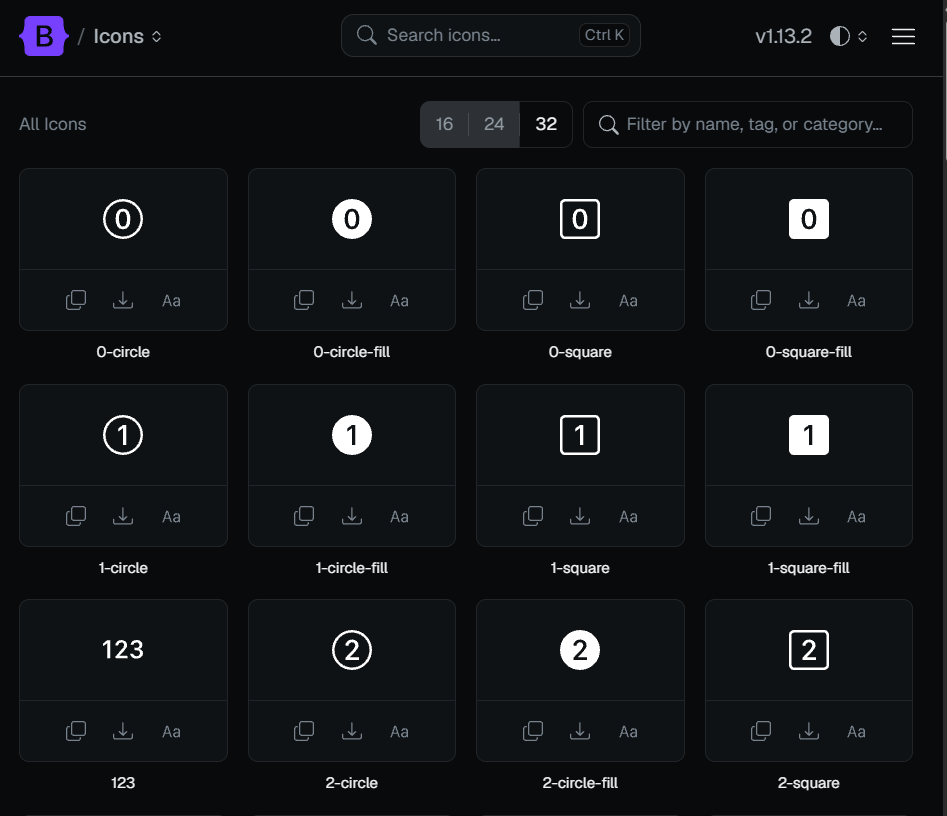 B / Icons Search icons... Ctrl K v1.13.2
All Icons 16 24 32 Filter by name, tag, or category...
0 0 0 0
Aa Aa Aa Aa
0-circle 0-circle-fill 0-square 0-square-fill
1 1 1 1
Aa Aa Aa Aa
1-circle 1-circle-fill 1-square 1-square-fill
123 2 2 2
Aa Aa Aa Aa
123 2-circle 2-circle-fill 2-square